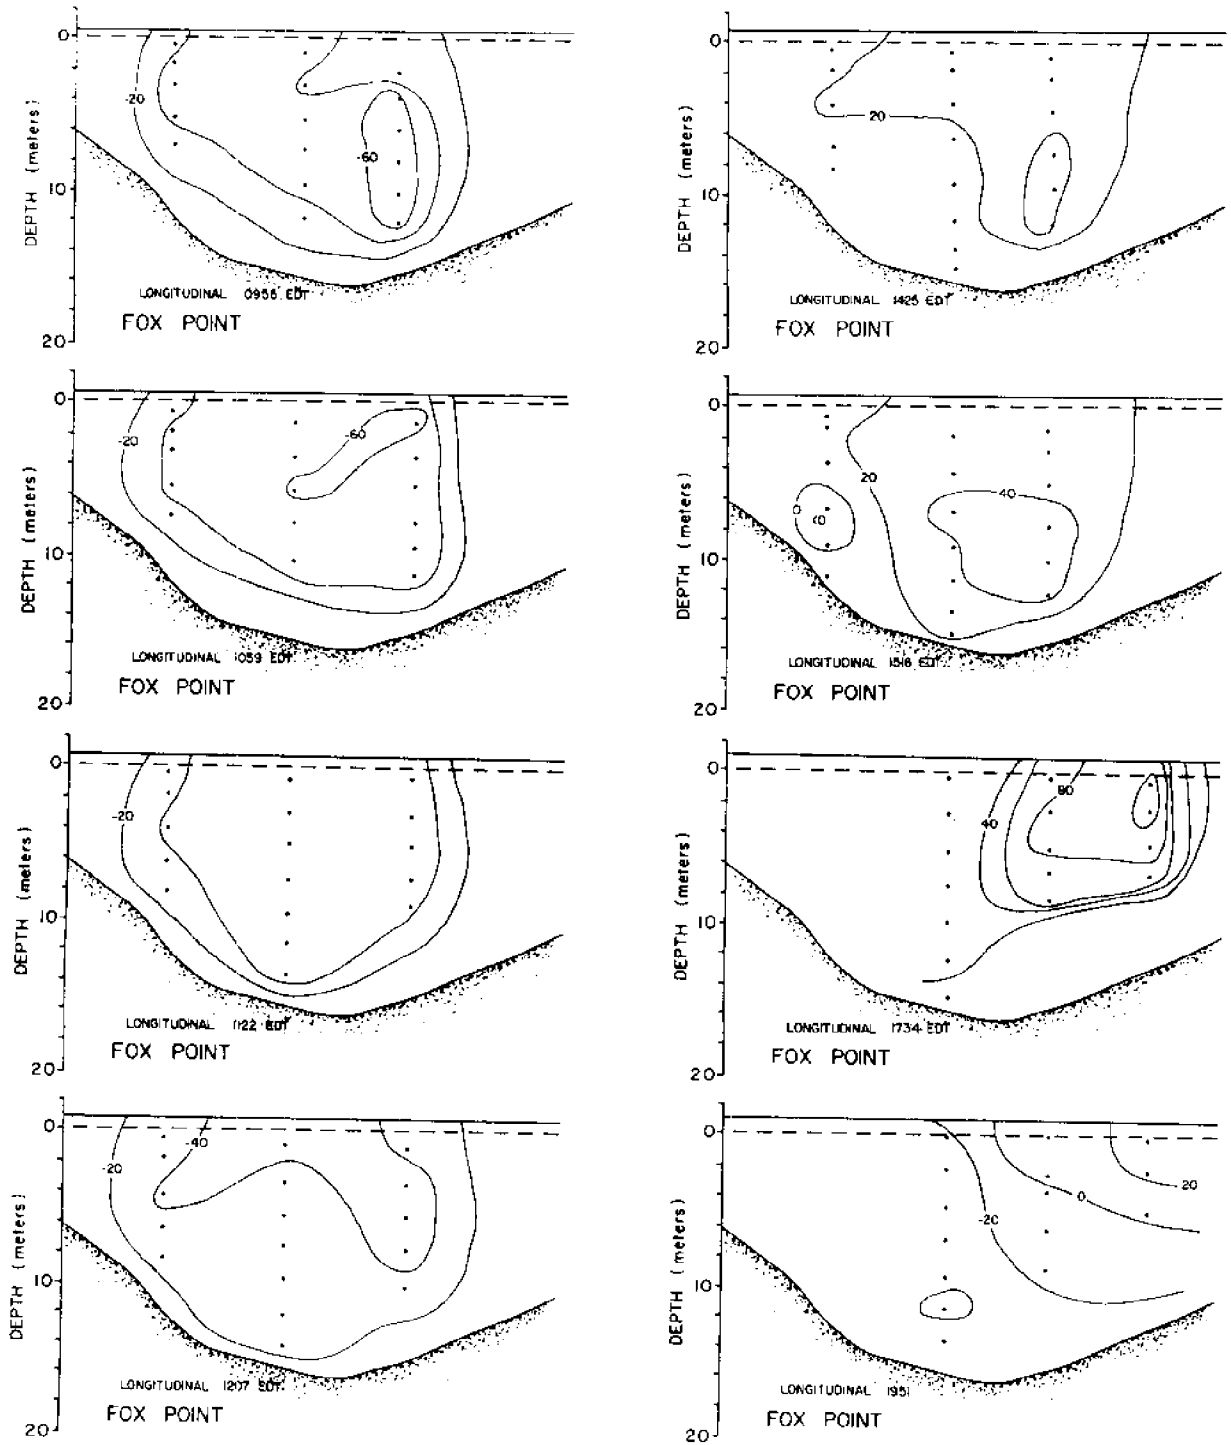 0
-20
-60
DEPTH (meters)
10
LONGITUDINAL 0956 EDT
FOX POINT
20
0
-20
-60
DEPTH (meters)
10
LONGITUDINAL 1059 EDT
FOX POINT
20
0
-20
DEPTH (meters)
10
LONGITUDINAL 1122 EDT
FOX POINT
20
0
-40
-20
DEPTH (meters)
10
LONGITUDINAL 1207 EDT
FOX POINT
20
0
20
DEPTH (meters)
10
LONGITUDINAL 1425 EDT
FOX POINT
20
0
20
40
0
DEPTH (meters)
10
LONGITUDINAL 1516 EDT
FOX POINT
20
0
80
40
DEPTH (meters)
10
LONGITUDINAL 1734 EDT
FOX POINT
20
0
20
0
-20
DEPTH (meters)
10
LONGITUDINAL 1951
FOX POINT
20